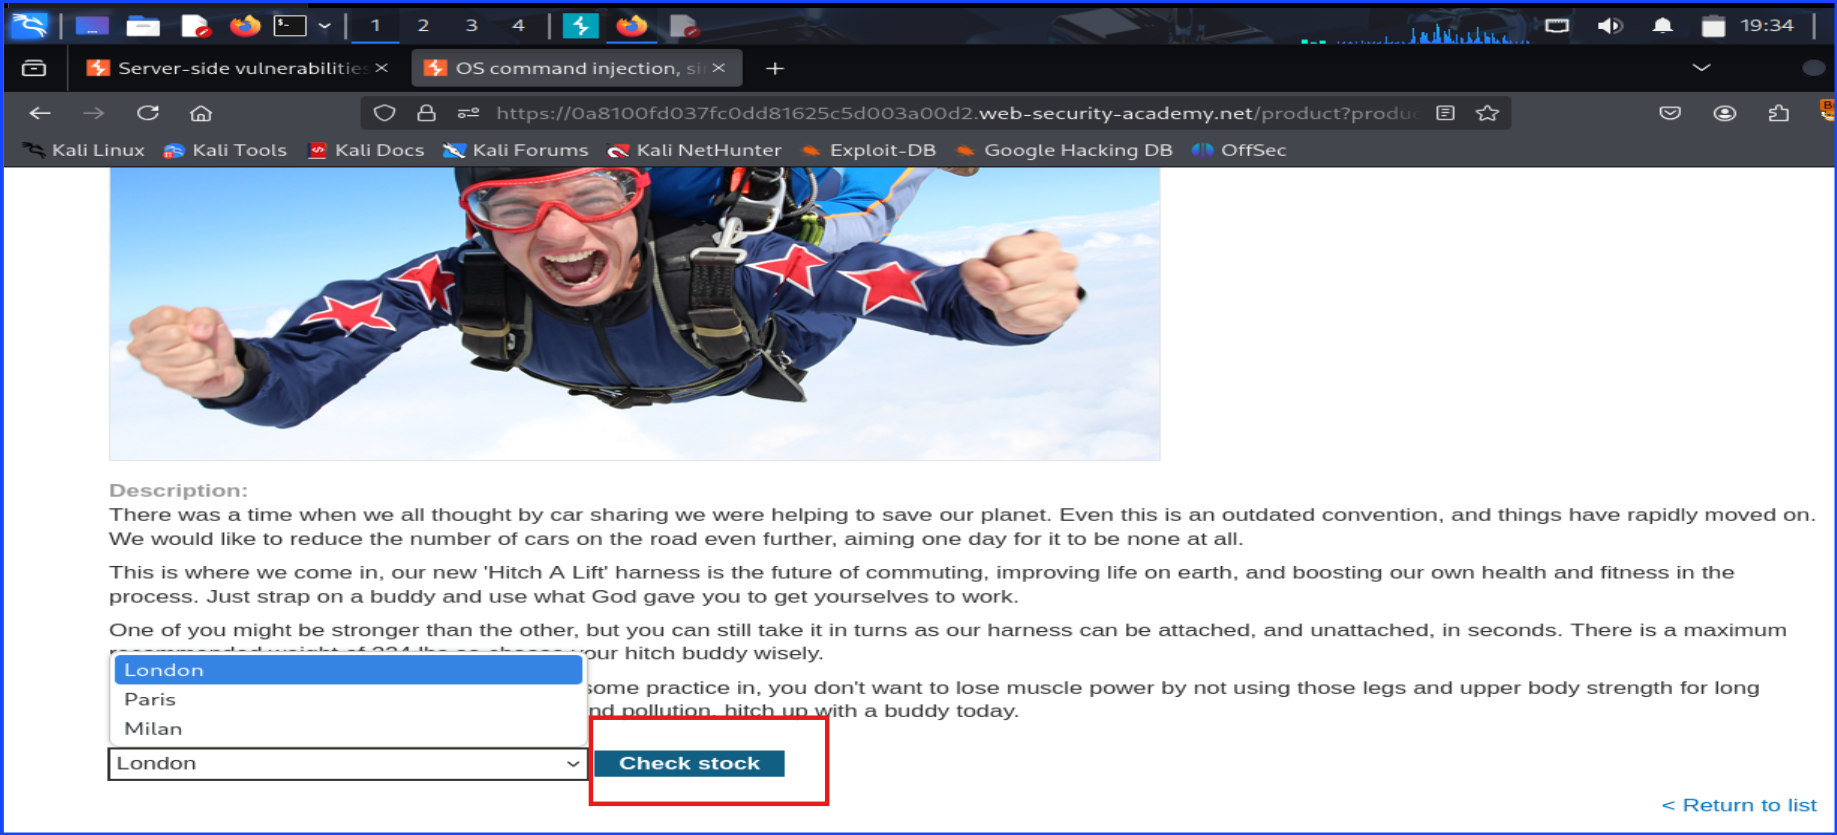 1 2 3 4 19:34
Server-side vulnerabilities OS command injection, sir
https://0a8100fd037fc0dd81625c5d003a00d2.web-security-academy.net/product?produc
Kali Linux Kali Tools Kali Docs Kali Forums Kali NetHunter Exploit-DB Google Hacking DB OffSec
Description:
There was a time when we all thought by car sharing we were helping to save our planet. Even this is an outdated convention, and things have rapidly moved on.
We would like to reduce the number of cars on the road even further, aiming one day for it to be none at all.
This is where we come in, our new 'Hitch A Lift' harness is the future of commuting, improving life on earth, and boosting our own health and fitness in the
process. Just strap on a buddy and use what God gave you to get yourselves to work.
One of you might be stronger than the other, but you can still take it in turns as our harness can be attached, and unattached, in seconds. There is a maximum
our hitch buddy wisely.
London
some practice in, you don't want to lose muscle power by not using those legs and upper body strength for long
Paris
nd pollution, hitch up with a buddy today.
Milan
London Check stock
< Return to list